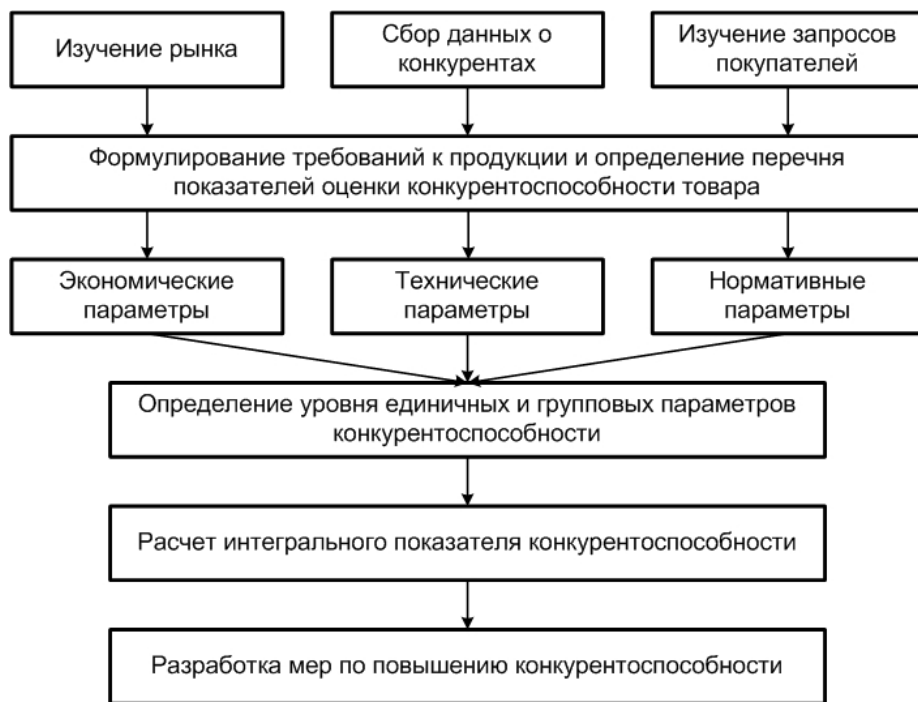 Изучение рынка
Сбор данных о
конкурентах
Изучение запросов
покупателей
Формулирование требований к продукции и определение перечня
показателей оценки конкурентоспособности товара
Экономические
параметры
Технические
параметры
Нормативные
параметры
Определение уровня единичных и групповых параметров
конкурентоспособности
Расчет интегрального показателя конкурентоспособности
Разработка мер по повышению конкурентоспособности